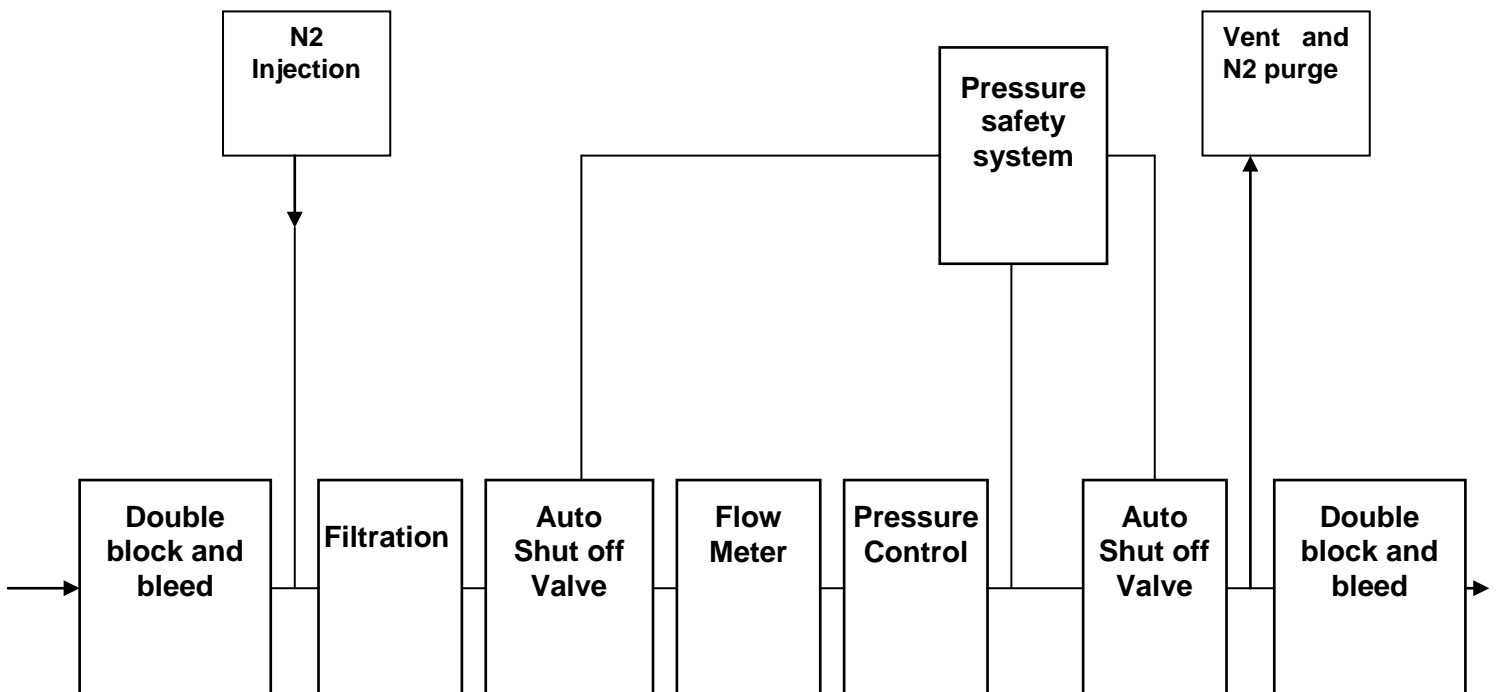 N2
Injection
Pressure
safety
system
Vent and
N2 purge
Double
block and
bleed
Filtration
Auto
Shut off
Valve
Flow
Meter
Pressure
Control
Auto
Shut off
Valve
Double
block and
bleed